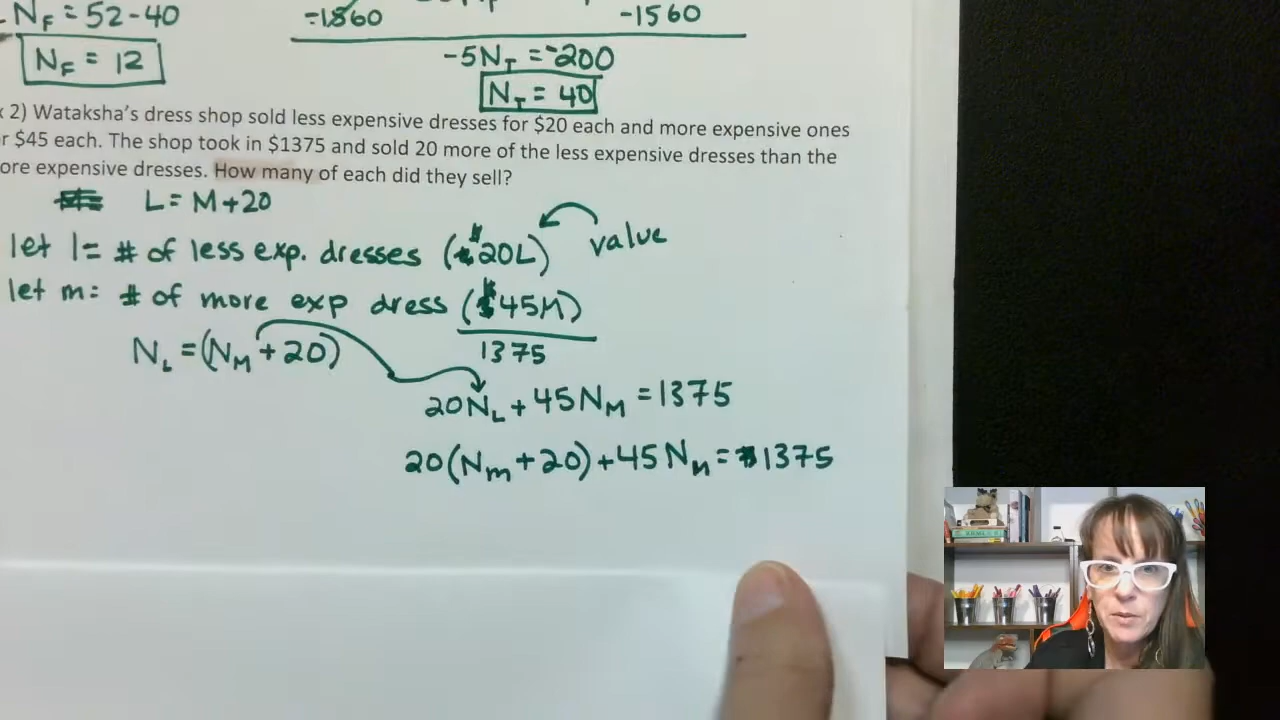 N_F = 52-40
-1560
-1560
N_F = 12
-5N_T = -200
N_T = 40
2) Wataksha's dress shop sold less expensive dresses for $20 each and more expensive ones
r $45 each. The shop took in $1375 and sold 20 more of the less expensive dresses than the
ore expensive dresses. How many of each did they sell?
L = M+20
let l = # of less exp. dresses ($20L) value
let m = # of more exp dress ($45M)
1375
N_L = (N_M + 20)
20N_L + 45N_M = 1375
20(N_m + 20) + 45N_M = $1375